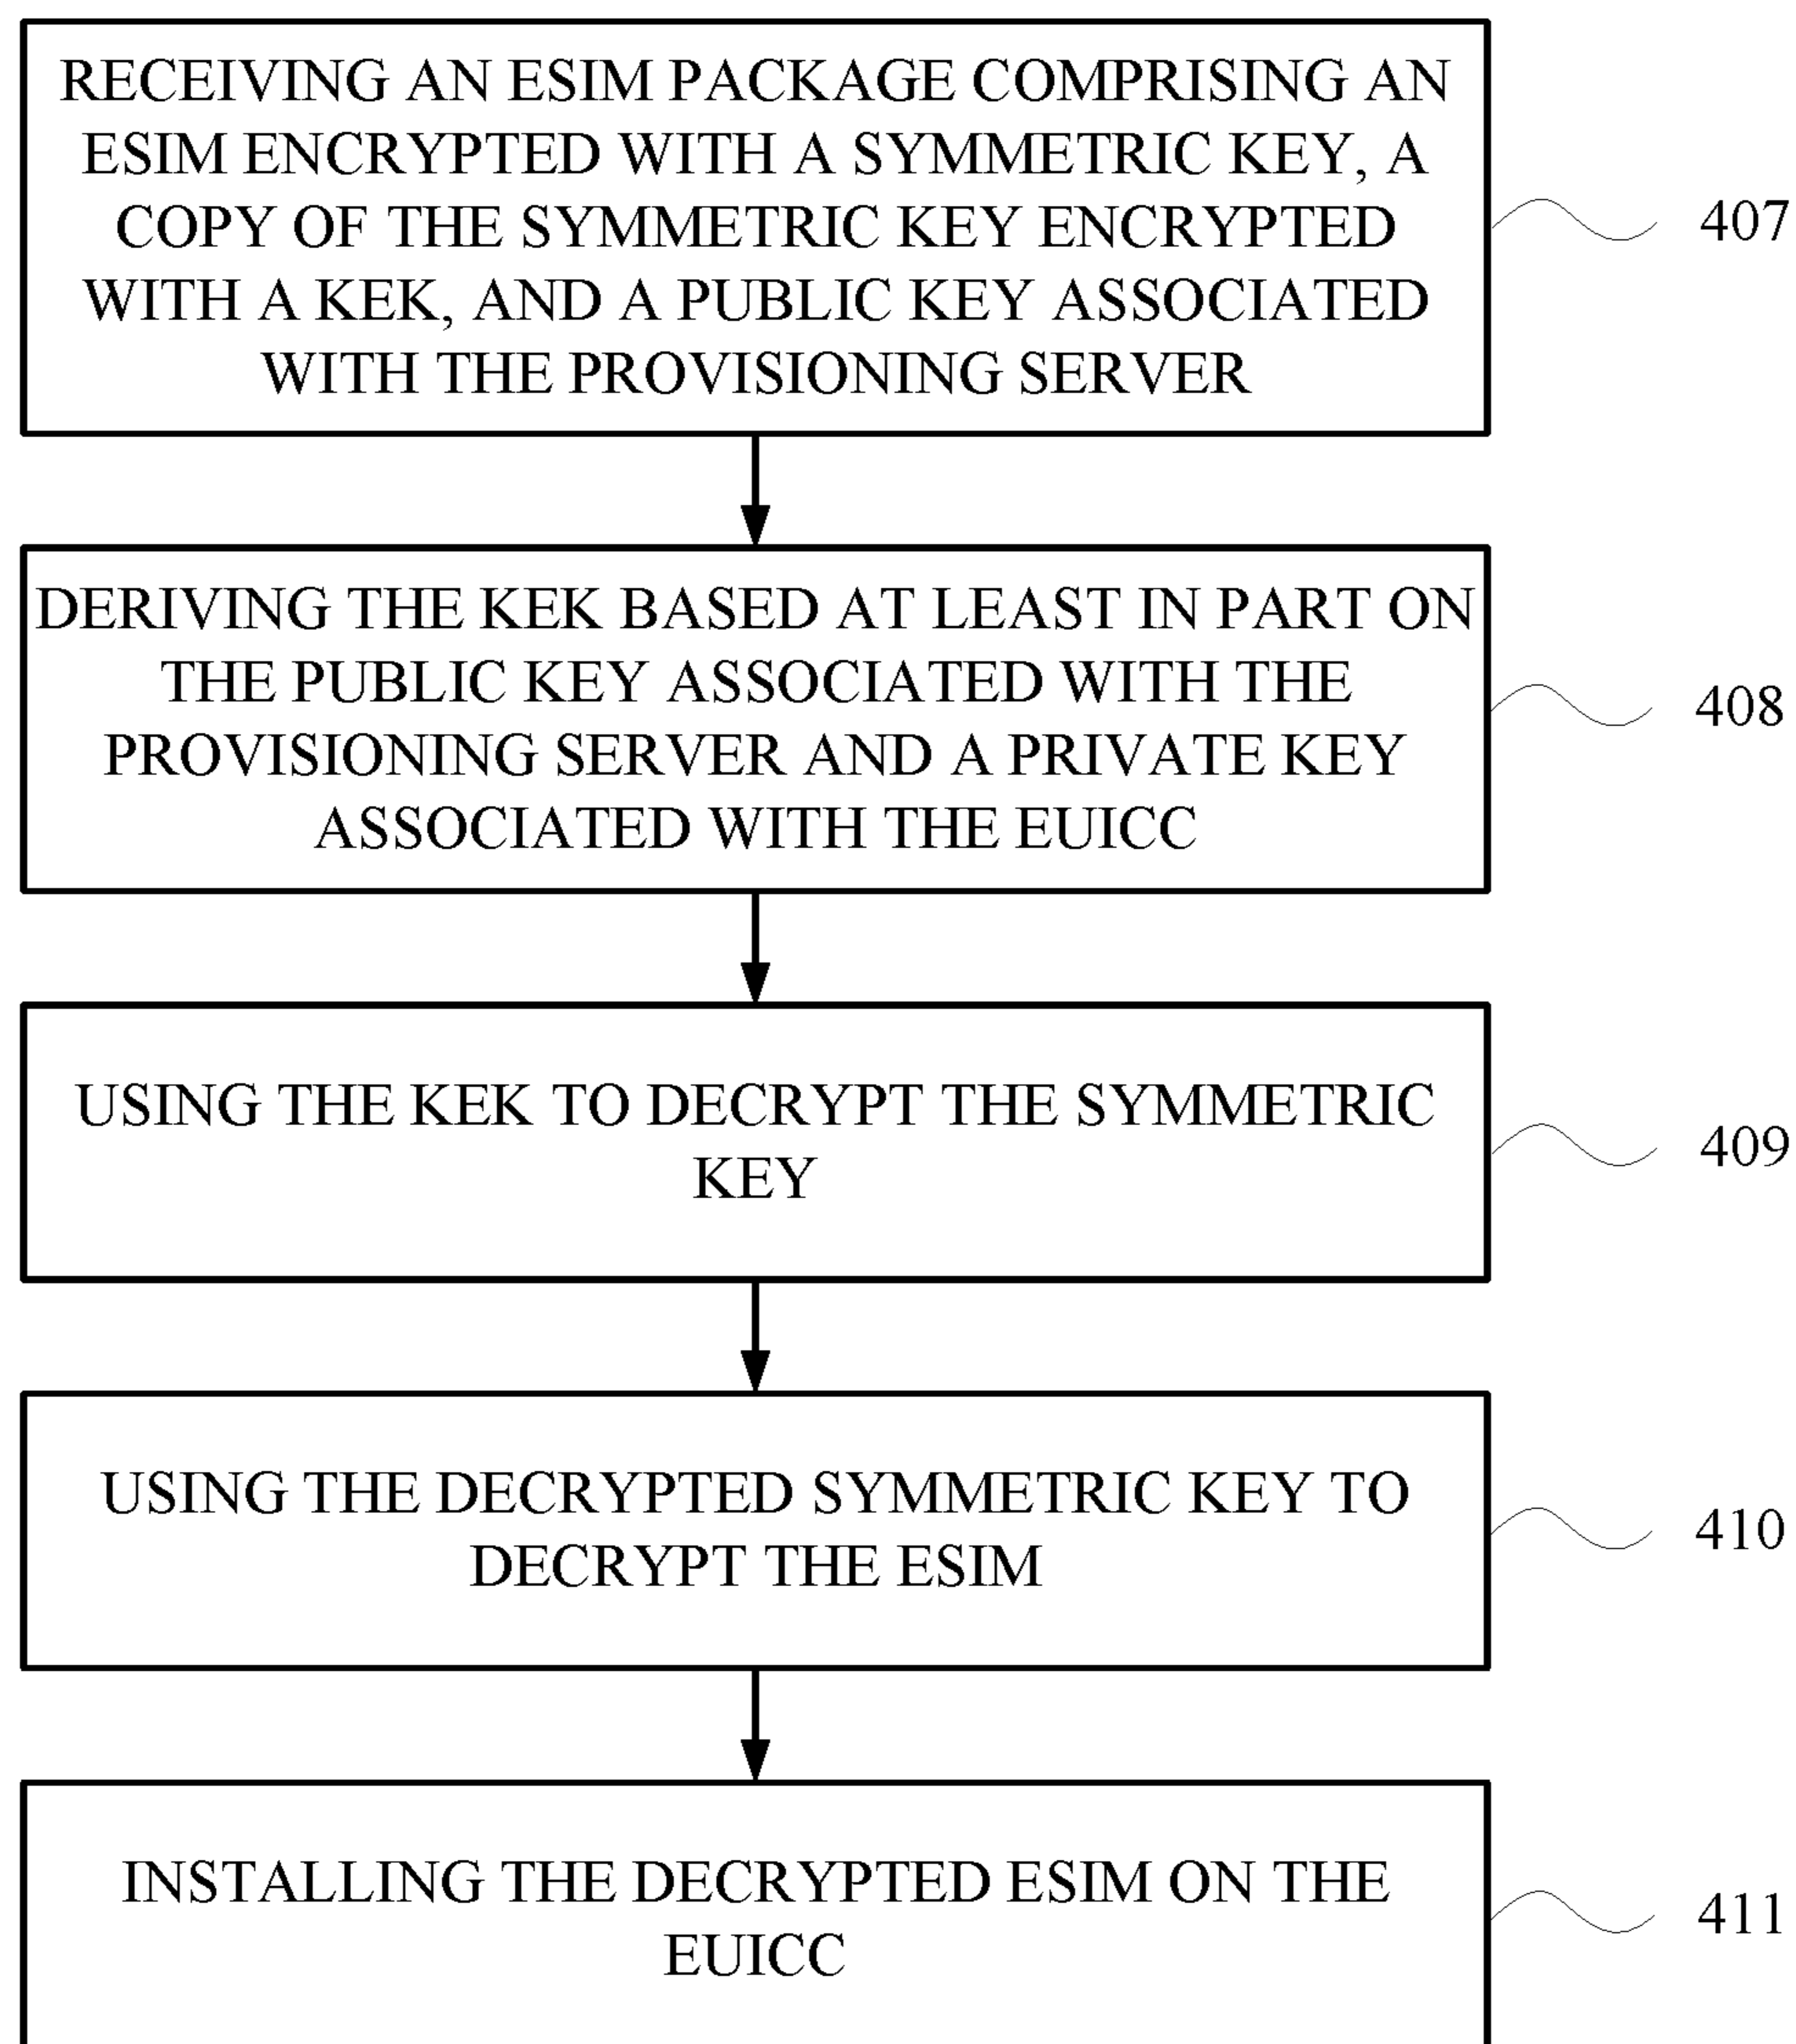 RECEIVING AN ESIM PACKAGE COMPRISING AN
ESIM ENCRYPTED WITH A SYMMETRIC KEY, A
COPY OF THE SYMMETRIC KEY ENCRYPTED
WITH A KEK, AND A PUBLIC KEY ASSOCIATED
WITH THE PROVISIONING SERVER
407
DERIVING THE KEK BASED AT LEAST IN PART ON
THE PUBLIC KEY ASSOCIATED WITH THE
PROVISIONING SERVER AND A PRIVATE KEY
ASSOCIATED WITH THE EUICC
408
USING THE KEK TO DECRYPT THE SYMMETRIC
KEY
409
USING THE DECRYPTED SYMMETRIC KEY TO
DECRYPT THE ESIM
410
INSTALLING THE DECRYPTED ESIM ON THE
EUICC
411